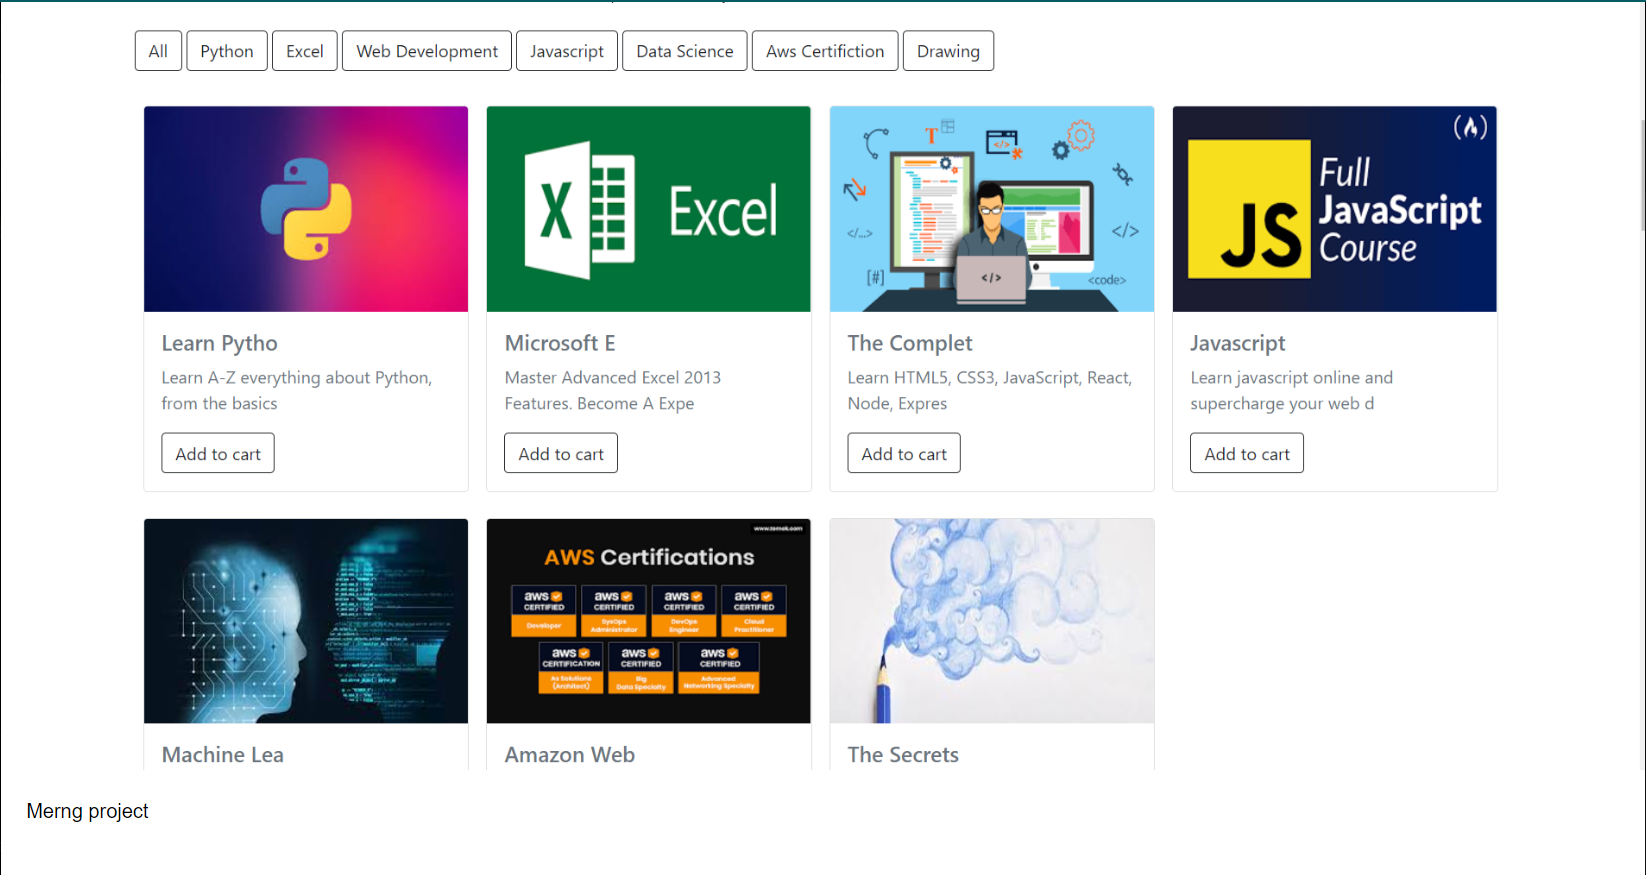 All Python Excel Web Development Javascript Data Science Aws Certifiction Drawing
Excel
T
</>
</...>
</>
[#]
</>
<code>
Full
JavaScript
Course
JS
Learn Pytho
Learn A-Z everything about Python,
from the basics
Add to cart
Microsoft E
Master Advanced Excel 2013
Features. Become A Expe
Add to cart
The Complet
Learn HTML5, CSS3, JavaScript, React,
Node, Expres
Add to cart
Javascript
Learn javascript online and
supercharge your web d
Add to cart
www.tomek.com
AWS Certifications
aws
CERTIFIED
Developer
aws
CERTIFIED
SysOps
Administrator
aws
CERTIFIED
DevOps
Engineer
aws
CERTIFIED
Cloud
Practitioner
aws
CERTIFICATION
As Solutions
(Architect)
aws
CERTIFIED
Big
Data Specialty
aws
CERTIFIED
Advanced
Networking Specialty
Machine Lea
Amazon Web
The Secrets
Merng project